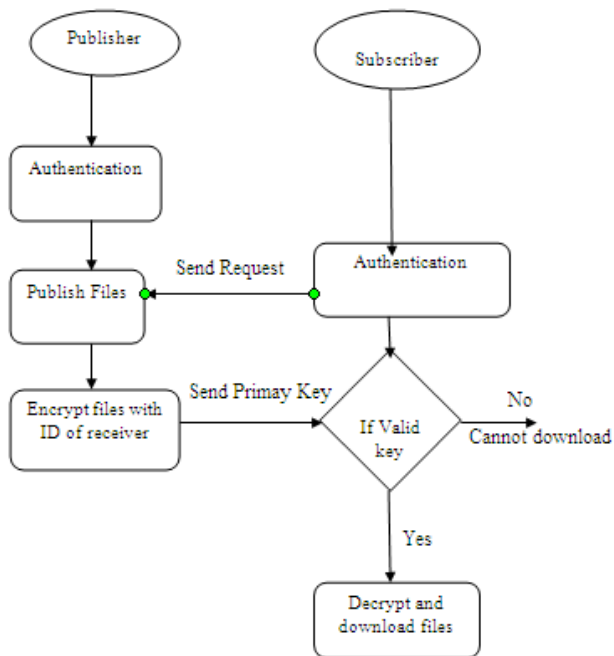 Publisher
Subscriber
Authentication
Authentication
Send Request
Publish Files
Encrypt files with
ID of receiver
Send Primay Key
If Valid
key
No
Cannot download
Yes
Decrypt and
download files